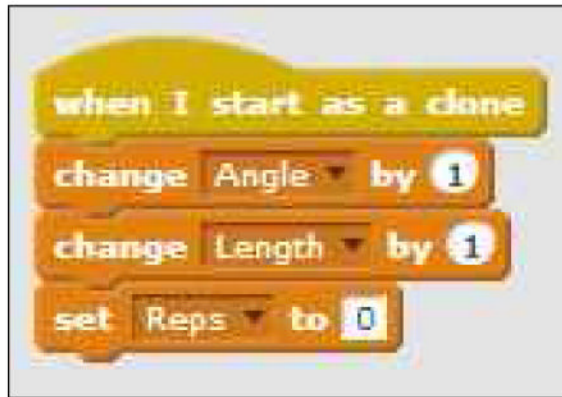 when I start as a clone
change Angle by 1
change Length by 1
set Reps to 0